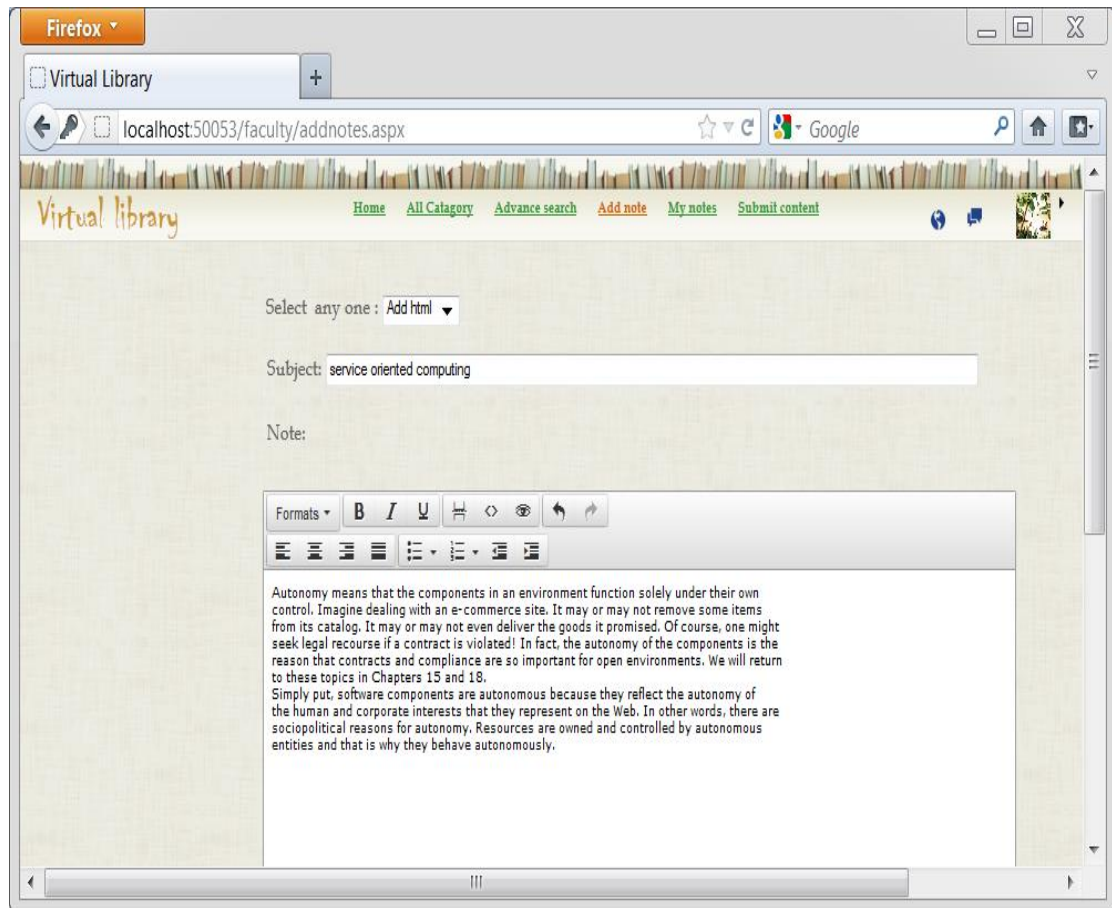 Firefox
Virtual Library
localhost:50053/faculty/addnotes.aspx
Google
Virtual library
Home All Catagory Advance search Add note My notes Submit content
Select any one : Add html
Subject: service oriented computing
Note:
Formats B I U
Autonomy means that the components in an environment function solely under their own
control. Imagine dealing with an e-commerce site. It may or may not remove some items
from its catalog. It may or may not even deliver the goods it promised. Of course, one might
seek legal recourse if a contract is violated! In fact, the autonomy of the components is the
reason that contracts and compliance are so important for open environments. We will return
to these topics in Chapters 15 and 18.
Simply put, software components are autonomous because they reflect the autonomy of
the human and corporate interests that they represent on the Web. In other words, there are
sociopolitical reasons for autonomy. Resources are owned and controlled by autonomous
entities and that is why they behave autonomously.